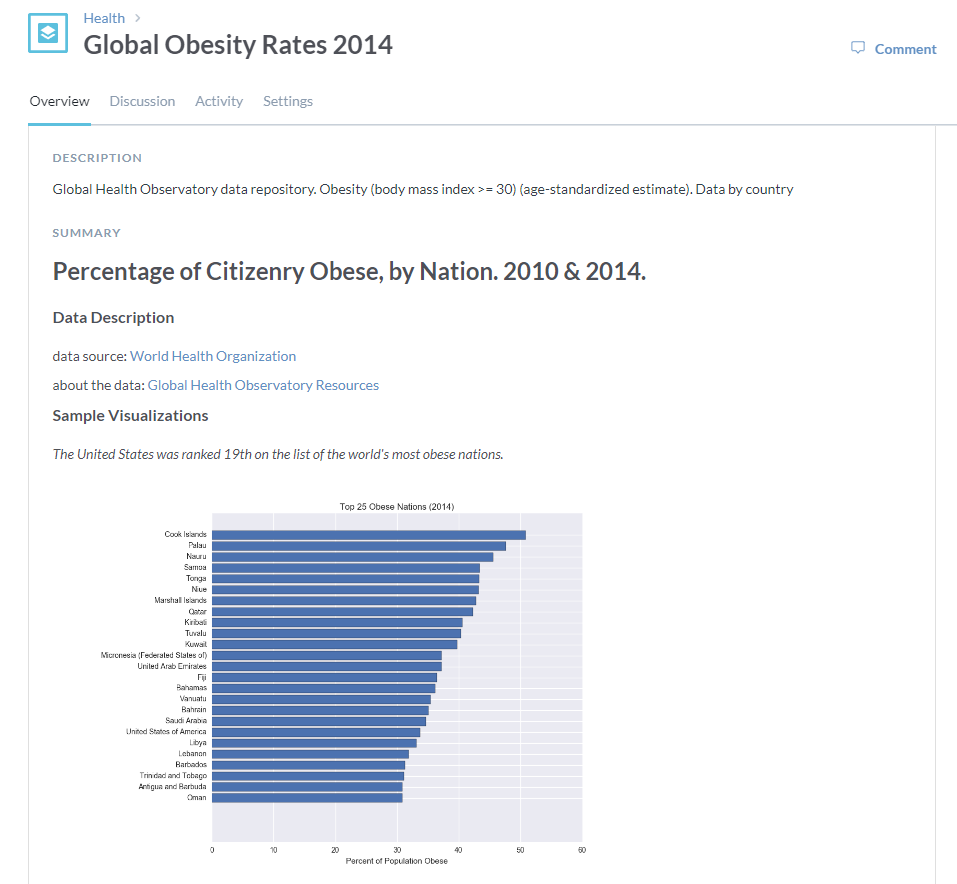 Health >
Global Obesity Rates 2014
Comment
Overview Discussion Activity Settings
DESCRIPTION
Global Health Observatory data repository. Obesity (body mass index >= 30) (age-standardized estimate). Data by country
SUMMARY
Percentage of Citizenry Obese, by Nation. 2010 & 2014.
Data Description
data source: World Health Organization
about the data: Global Health Observatory Resources
Sample Visualizations
The United States was ranked 19th on the list of the world's most obese nations.
Top 25 Obese Nations (2014)
Cook Islands
Palau
Nauru
Samoa
Tonga
Niue
Marshall Islands
Qatar
Kiribati
Tuvalu
Kuwait
Micronesia (Federated States of)
United Arab Emirates
Fiji
Bahamas
Vanuatu
Bahrain
Saudi Arabia
United States of America
Libya
Lebanon
Barbados
Trinidad and Tobago
Antigua and Barbuda
Oman
0 10 20 30 40 50 60
Percent of Population Obese